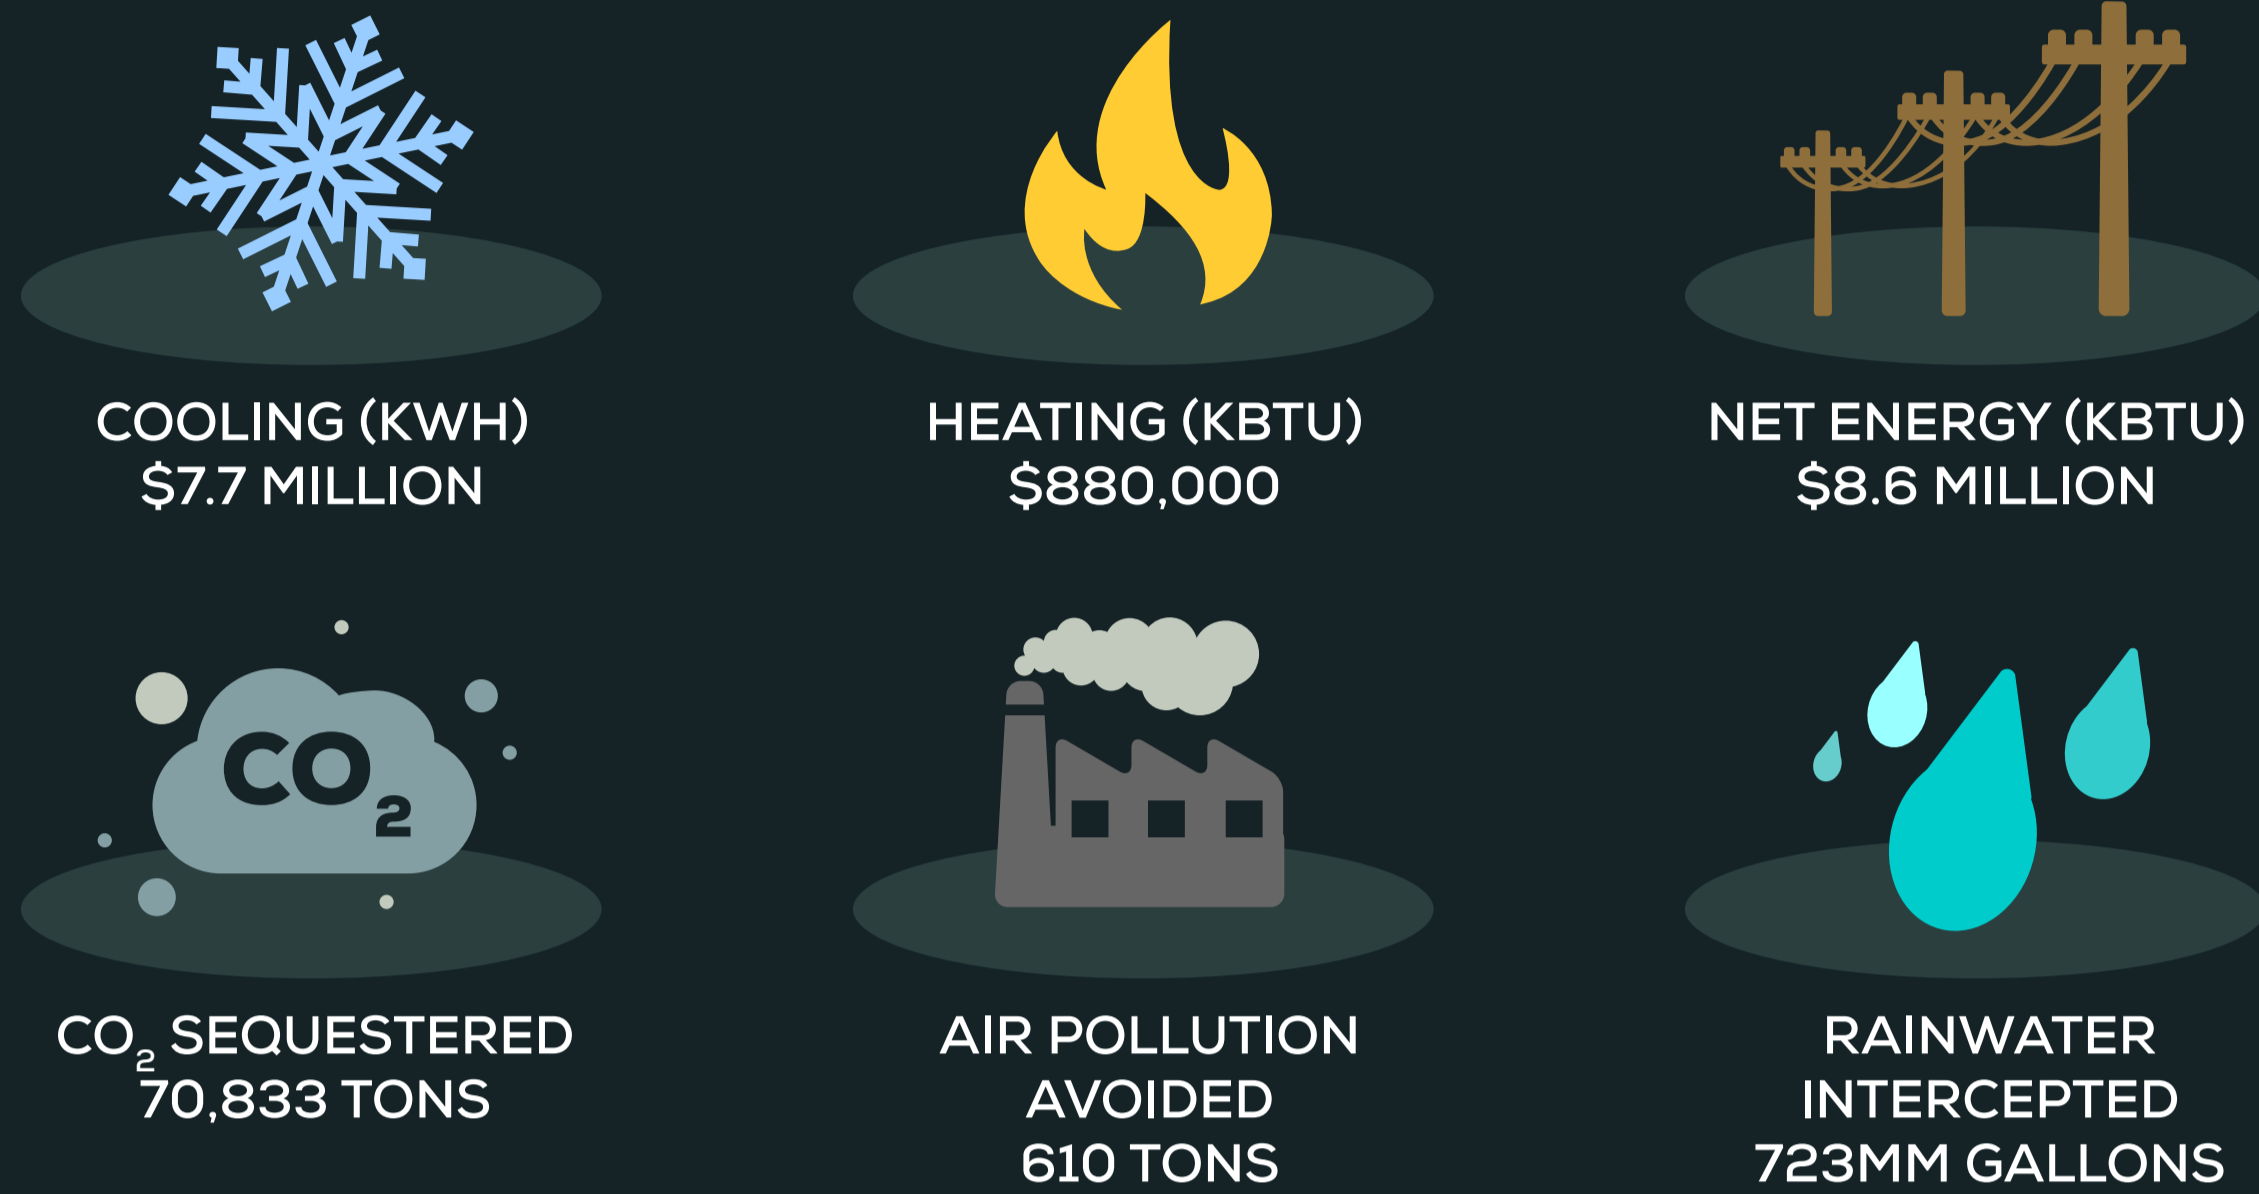 COOLING (KWH)
$7.7 MILLION
HEATING (KBTU)
$880,000
NET ENERGY (KBTU)
$8.6 MILLION
CO₂
CO₂ SEQUESTERED
70,833 TONS
AIR POLLUTION
AVOIDED
610 TONS
RAINWATER
INTERCEPTED
723MM GALLONS